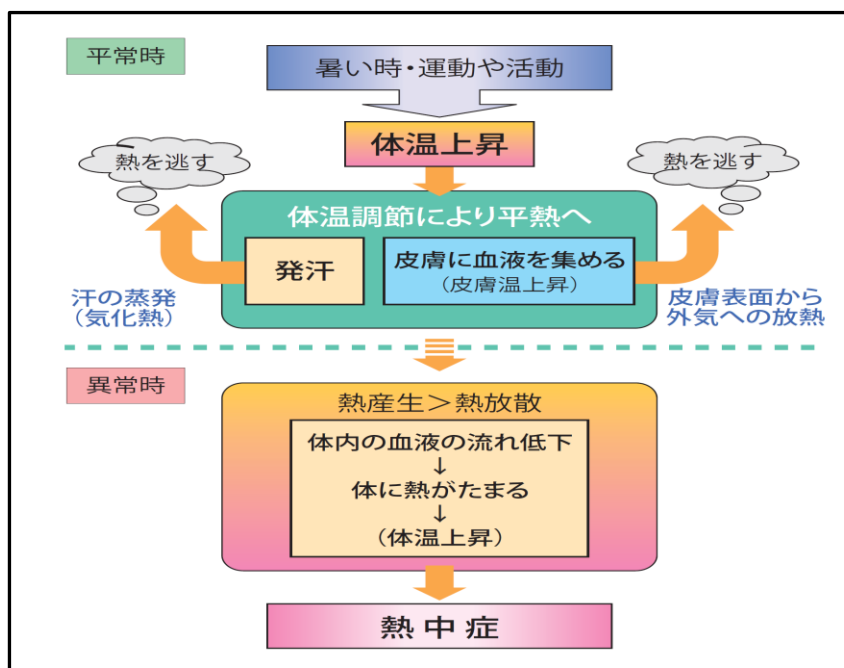 平常時
暑い時・運動や活動
体温上昇
熱を逃す
熱を逃す
体温調節により平熱へ
発汗
皮膚に血液を集める
(皮膚温上昇)
汗の蒸発
(気化熱)
皮膚表面から
外気への放熱
異常時
熱産生＞熱放散
体内の血液の流れ低下
↓
体に熱がたまる
↓
(体温上昇)
熱中症